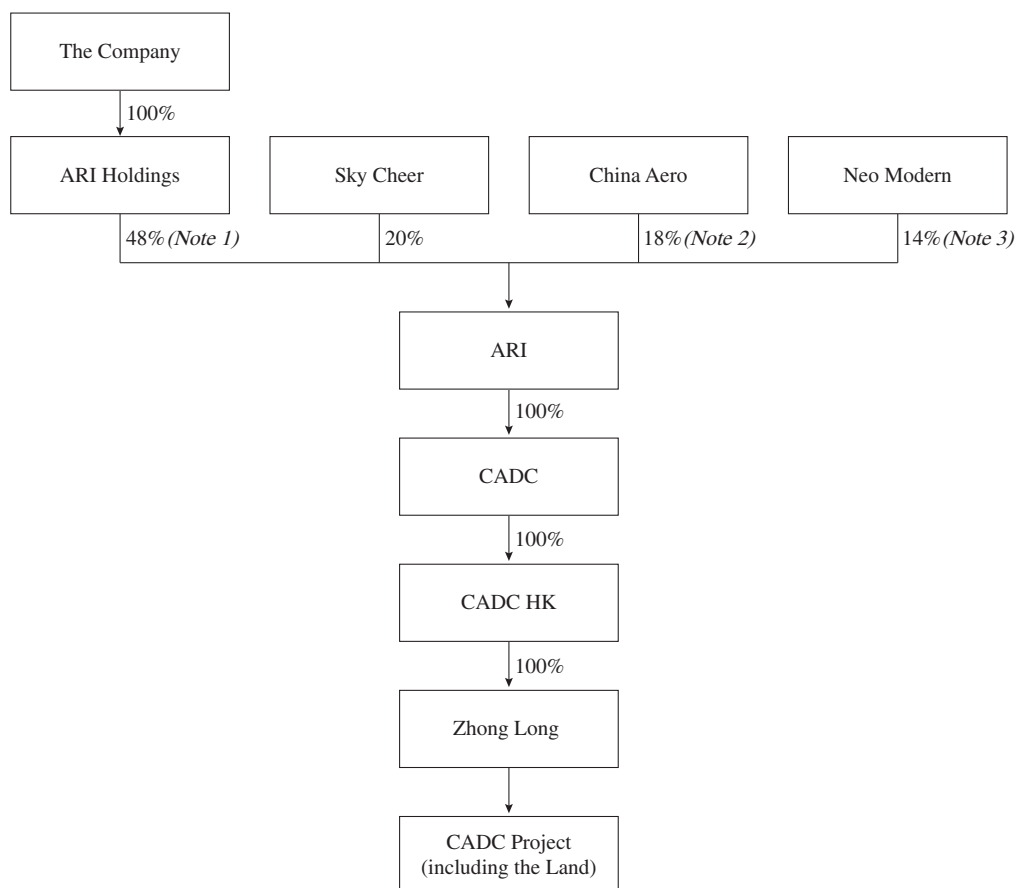 The Company
100%
ARI Holdings
Sky Cheer
China Aero
Neo Modern
48% (Note 1)
20%
18% (Note 2)
14% (Note 3)
ARI
100%
CADC
100%
CADC HK
100%
Zhong Long
CADC Project
(including the Land)